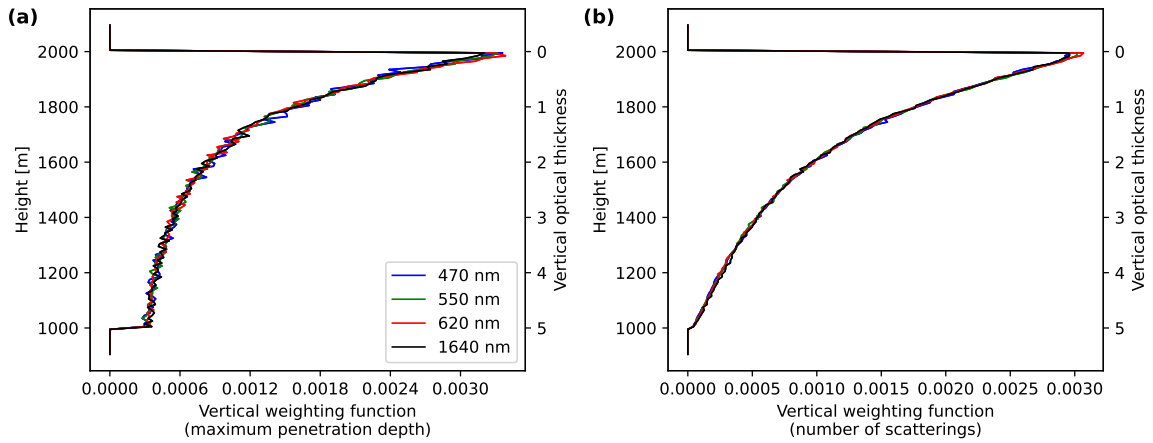 (a)
2000
1800
1600
1400
1200
1000
Height [m]
0
1
2
3
4
5
Vertical optical thickness
470 nm
550 nm
620 nm
1640 nm
0.0000 0.0006 0.0012 0.0018 0.0024 0.0030
Vertical weighting function
(maximum penetration depth)
(b)
2000
1800
1600
1400
1200
1000
Height [m]
0
1
2
3
4
5
Vertical optical thickness
0.0000 0.0005 0.0010 0.0015 0.0020 0.0025 0.0030
Vertical weighting function
(number of scatterings)